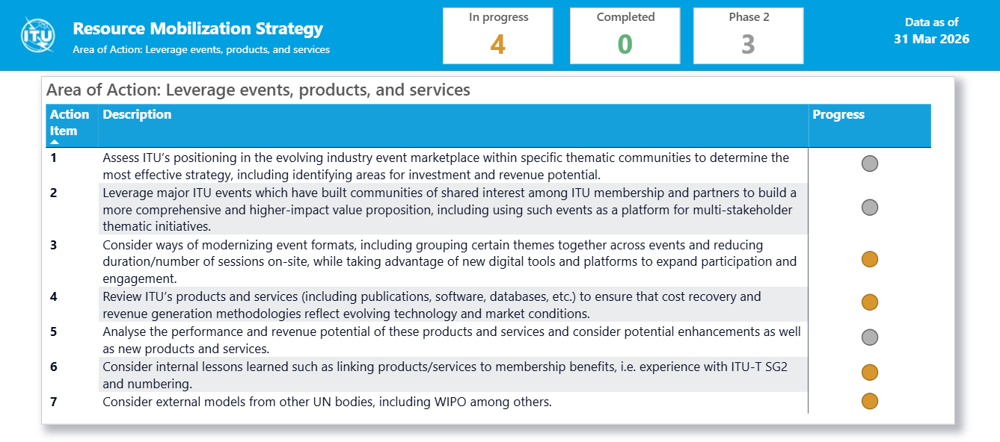 ITU
Resource Mobilization Strategy
Area of Action: Leverage events, products, and services
In progress
4
Completed
0
Phase 2
3
Data as of
31 Mar 2026
Area of Action: Leverage events, products, and services
Action Item
Description
Progress
1
Assess ITU’s positioning in the evolving industry event marketplace within specific thematic communities to determine the
most effective strategy, including identifying areas for investment and revenue potential.
2
Leverage major ITU events which have built communities of shared interest among ITU membership and partners to build a
more comprehensive and higher-impact value proposition, including using such events as a platform for multi-stakeholder
thematic initiatives.
3
Consider ways of modernizing event formats, including grouping certain themes together across events and reducing
duration/number of sessions on-site, while taking advantage of new digital tools and platforms to expand participation and
engagement.
4
Review ITU’s products and services (including publications, software, databases, etc.) to ensure that cost recovery and
revenue generation methodologies reflect evolving technology and market conditions.
5
Analyse the performance and revenue potential of these products and services and consider potential enhancements as well
as new products and services.
6
Consider internal lessons learned such as linking products/services to membership benefits, i.e. experience with ITU-T SG2
and numbering.
7
Consider external models from other UN bodies, including WIPO among others.